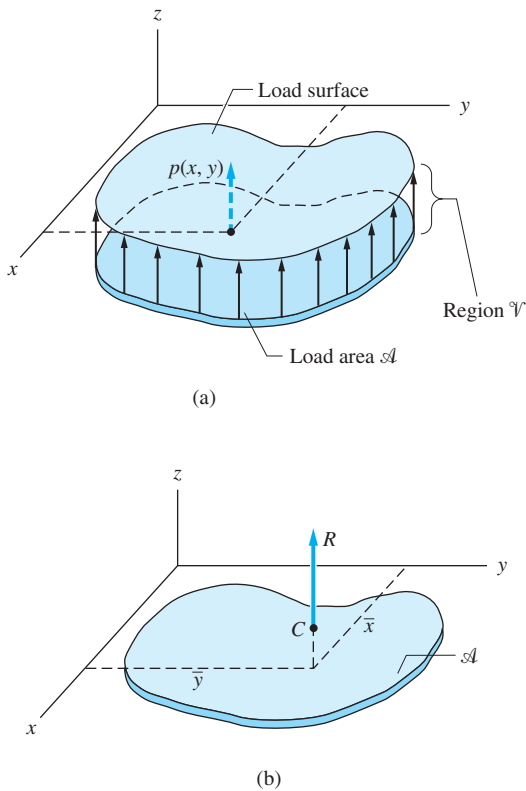 z
Load surface
y
p(x, y)
x
Region 𝒱
Load area 𝒜
(a)
z
R
y
C
x̄
ȳ
𝒜
x
(b)